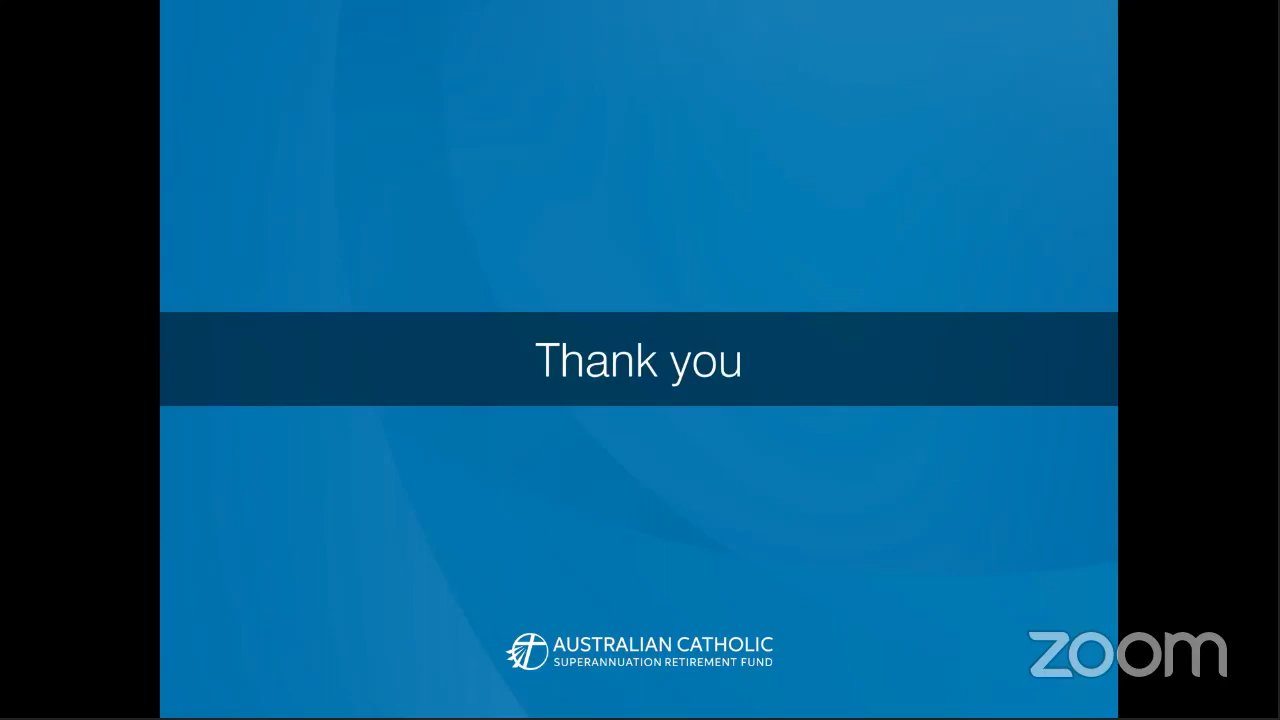 Thank you
AUSTRALIAN CATHOLIC
SUPERANNUATION RETIREMENT FUND
zoom